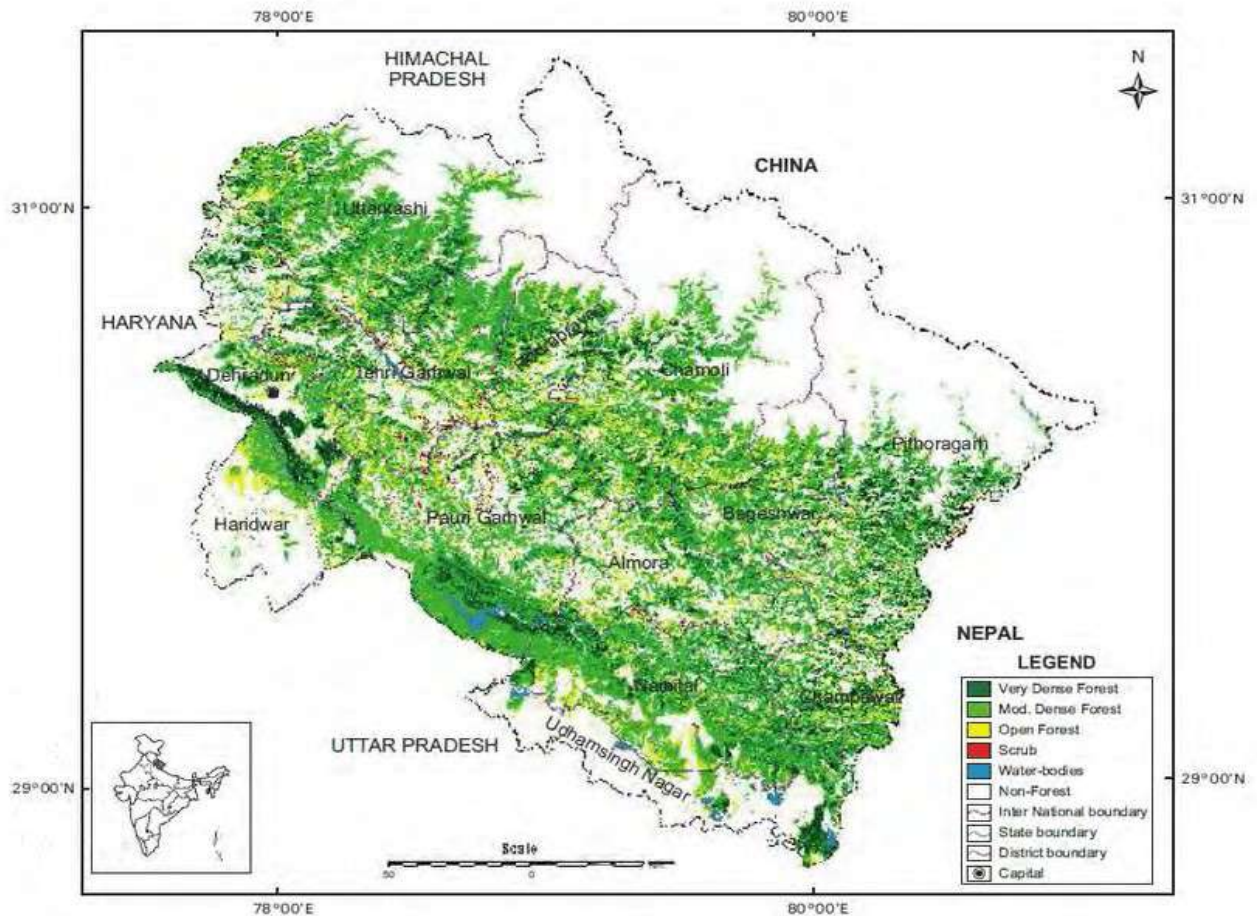 78°00'E
80°00'E
HIMACHAL
PRADESH
N
CHINA
31°00'N
31°00'N
Uttarkashi
HARYANA
Dehradun
Tehri Garhwal
Chamoli
Pithoragarh
Haridwar
Pauri Garhwal
Bageshwar
Almora
NEPAL
Nainital
Champawat
UTTAR PRADESH
Udhamsingh Nagar
29°00'N
29°00'N
LEGEND
Very Dense Forest
Mod. Dense Forest
Open Forest
Scrub
Water-bodies
Non-Forest
Inter National boundary
State boundary
District boundary
Capital
Scale
50
0
78°00'E
80°00'E